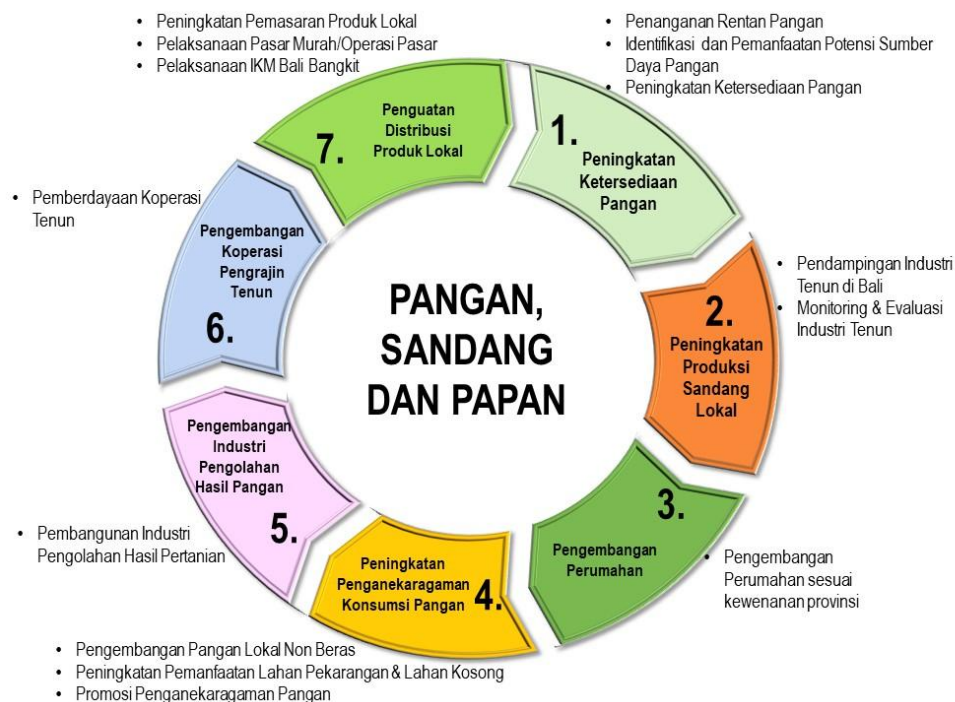 • Peningkatan Pemasaran Produk Lokal
• Pelaksanaan Pasar Murah/Operasi Pasar
• Pelaksanaan IKM Bali Bangkit
• Penanganan Rentan Pangan
• Identifikasi dan Pemanfaatan Potensi Sumber
Daya Pangan
• Peningkatan Ketersediaan Pangan
1.
Peningkatan
Ketersediaan
Pangan
• Pendampingan Industri
Tenun di Bali
• Monitoring & Evaluasi
Industri Tenun
2.
Peningkatan
Produksi
Sandang
Lokal
3.
Pengembangan
Perumahan
• Pengembangan
Perumahan sesuai
kewenanan provinsi
Peningkatan
Penganekaragaman
Konsumsi Pangan
4.
• Pengembangan Pangan Lokal Non Beras
• Peningkatan Pemanfaatan Lahan Pekarangan & Lahan Kosong
• Promosi Penganekaragaman Pangan
Pengembangan
Industri
Pengolahan
Hasil Pangan
5.
• Pembangunan Industri
Pengolahan Hasil Pertanian
Pengembangan
Koperasi
Pengrajin
Tenun
6.
• Pemberdayaan Koperasi
Tenun
7.
Penguatan
Distribusi
Produk Lokal
PANGAN,
SANDANG
DAN PAPAN